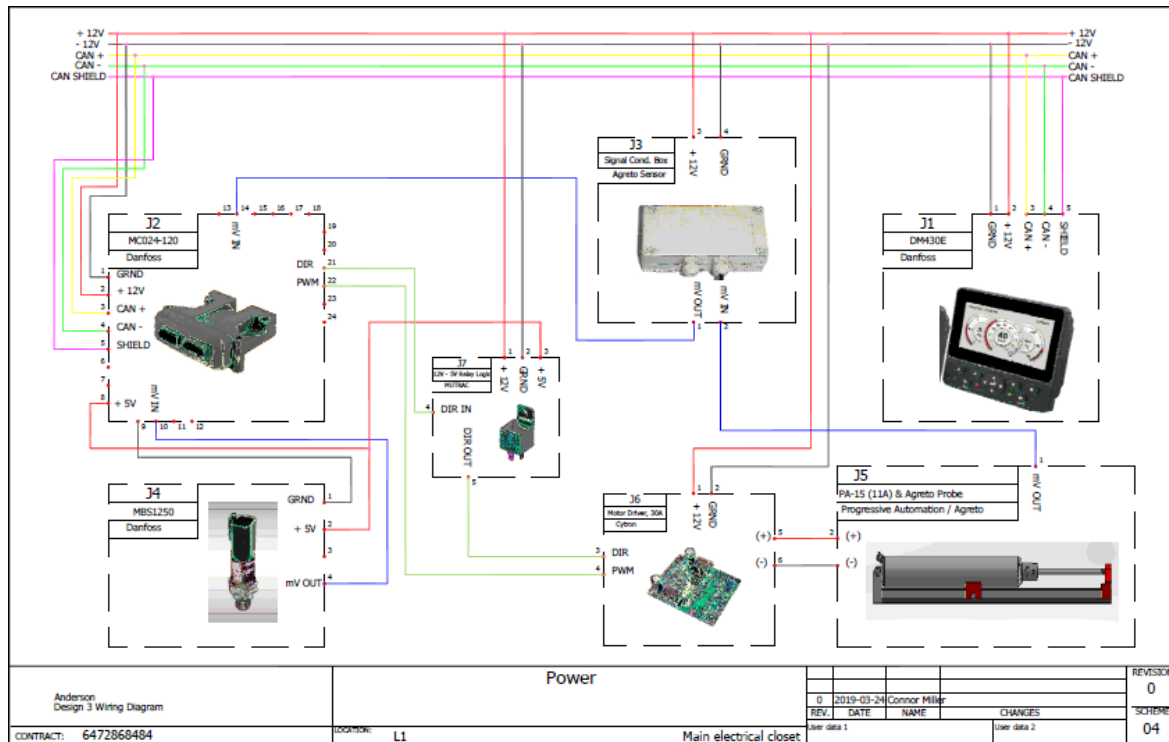 + 12V
- 12V
CAN +
CAN -
CAN SHIELD
+ 12V
- 12V
CAN +
CAN -
CAN SHIELD
J3
Signal Cond. Box
Agreto Sensor
3
4
+ 12V
GRND
mV OUT
mV IN
1
2
J2
MC024-120
Danfoss
13
14
15
16
17
18
mV IN
19
20
21
22
23
24
DIR
PWM
1
2
3
4
5
6
7
8
GRND
+ 12V
CAN +
CAN -
SHIELD
+ 5V
mV IN
9
10
11
12
J1
DM430E
Danfoss
1
2
3
4
5
GRND
+ 12V
CAN +
CAN -
SHIELD
J7
12V - 5V Relay Logic
1
2
3
+ 12V
GRND
+ 5V
4
DIR IN
DIR OUT
5
J4
MBS1250
Danfoss
GRND
1
+ 5V
2
3
mV OUT
4
J6
Motor Driver, 30A
Cytron
1
2
+ 12V
GRND
3
DIR
4
PWM
(+)
5
(-)
6
J5
PA-15 (11A) & Agreto Probe
Progressive Automation / Agreto
1
mV OUT
2
(+)
(-)
Anderson
Design 3 Wiring Diagram
CONTRACT: 6472868484
Power
LOCATION:
L1
Main electrical closet
0 2019-03-24 Connor Miller
REV. DATE NAME CHANGES
User data 1
User data 2
REVISION
0
SCHEME
04